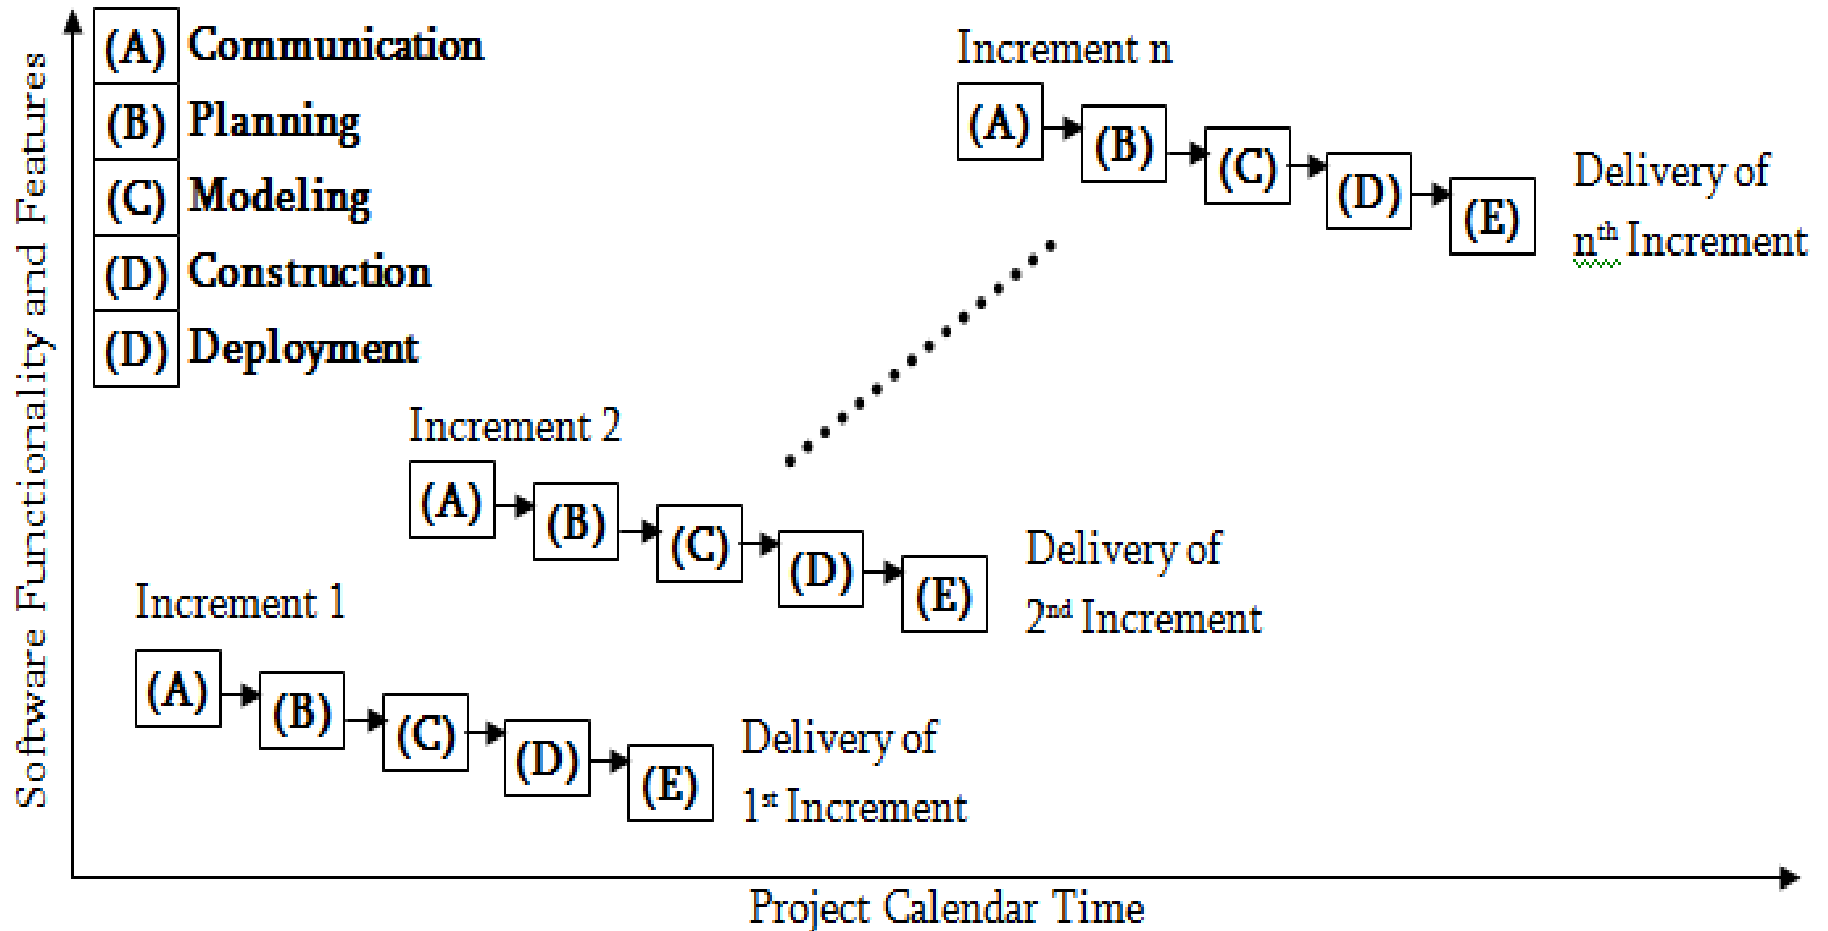 Software Functionality and Features
(A) Communication
(B) Planning
(C) Modeling
(D) Construction
(D) Deployment
Increment n
(A)
(B)
(C)
(D)
(E)
Delivery of
nth Increment
Increment 2
(A)
(B)
(C)
(D)
(E)
Delivery of
2nd Increment
Increment 1
(A)
(B)
(C)
(D)
(E)
Delivery of
1st Increment
Project Calendar Time